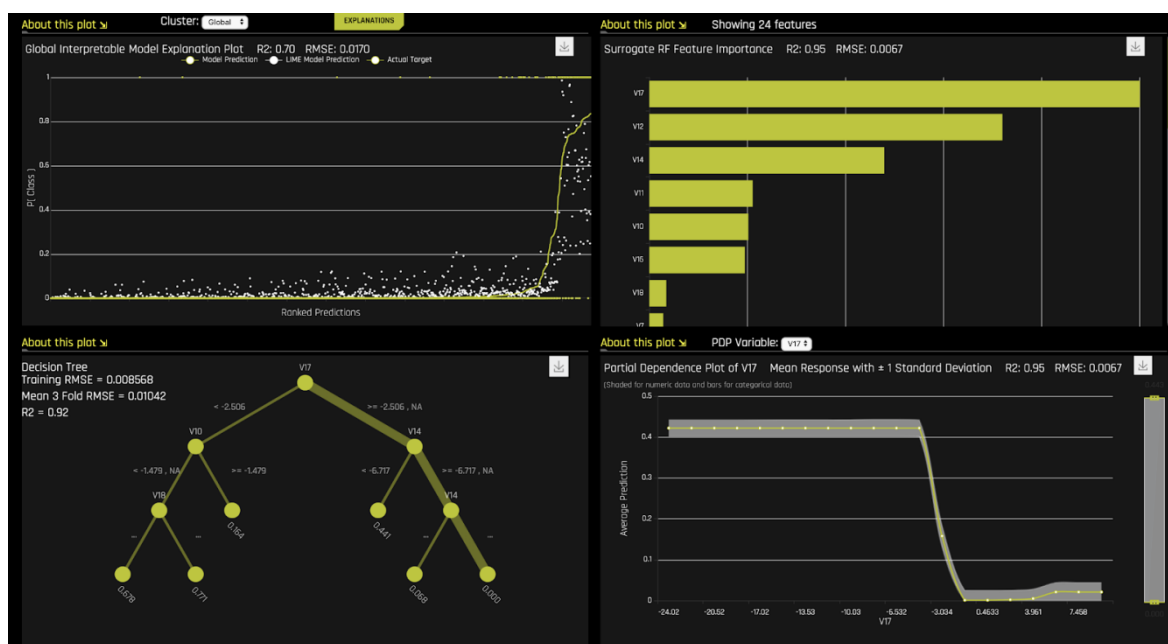 About this plot
Cluster: Global
EXPLANATIONS
Global Interpretable Model Explanation Plot R2: 0.70 RMSE: 0.0170
Model Prediction LIME Model Prediction Actual Target
1
0.8
0.6
0.4
0.2
0
P( Class )
Ranked Predictions
About this plot
Showing 24 features
Surrogate RF Feature Importance R2: 0.95 RMSE: 0.0067
V17
V12
V14
V11
V10
V16
V18
V7
About this plot
Decision Tree
Training RMSE = 0.008568
Mean 3 Fold RMSE = 0.01042
R2 = 0.92
V17
< -2.506
>= -2.506 , NA
V10
V14
< -1.479 , NA
>= -1.479
< -6.717
>= -6.717, NA
V18
V14
0.164
0.441
... ... ... ...
0.678
0.771
0.068
0.000
About this plot
PDP Variable: V17
Partial Dependence Plot of V17 Mean Response with ± 1 Standard Deviation R2: 0.95 RMSE: 0.0067
(Shaded for numeric data and bars for categorical data)
0.5
0.4
0.3
0.2
0.1
0
Average Prediction
-24.02 -20.52 -17.02 -13.53 -10.03 -6.532 -3.034 0.4633 3.961 7.458
V17